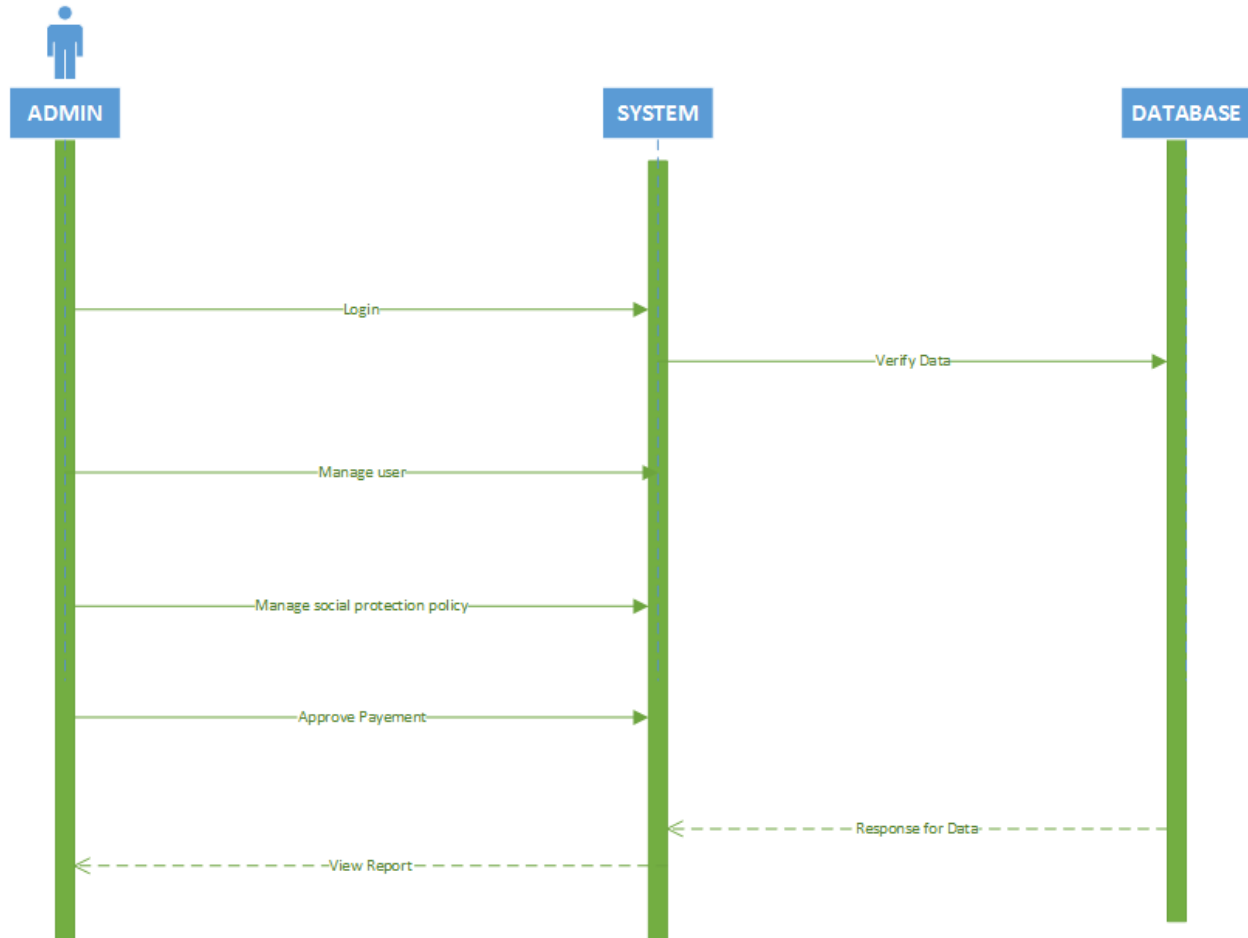 ADMIN
SYSTEM
DATABASE
Login
Verify Data
Manage user
Manage social protection policy
Approve Payement
Response for Data
View Report